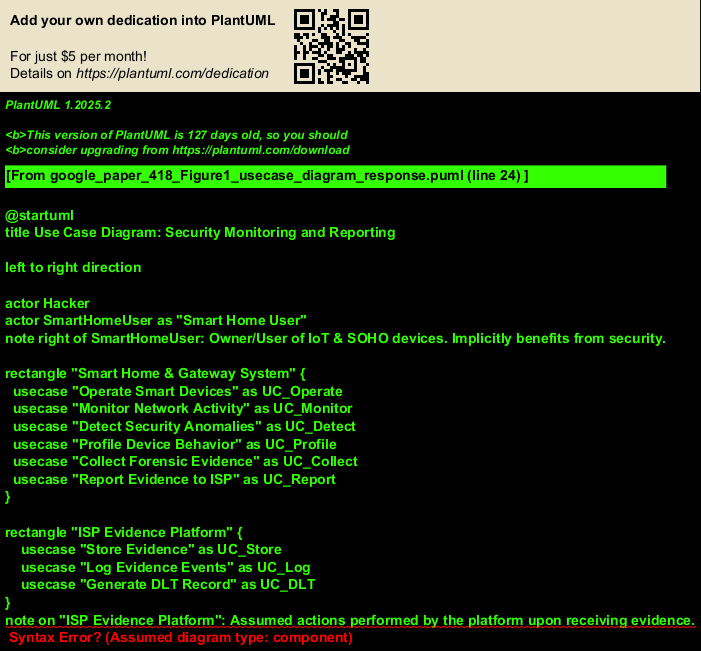 Add your own dedication into PlantUML
For just $5 per month!
Details on https://plantuml.com/dedication
PlantUML 1.2025.2
<b>This version of PlantUML is 127 days old, so you should
<b>consider upgrading from https://plantuml.com/download
[From google_paper_418_Figure1_usecase_diagram_response.puml (line 24) ]
@startuml
title Use Case Diagram: Security Monitoring and Reporting
left to right direction
actor Hacker
actor SmartHomeUser as "Smart Home User"
note right of SmartHomeUser: Owner/User of IoT & SOHO devices. Implicitly benefits from security.
rectangle "Smart Home & Gateway System" {
usecase "Operate Smart Devices" as UC_Operate
usecase "Monitor Network Activity" as UC_Monitor
usecase "Detect Security Anomalies" as UC_Detect
usecase "Profile Device Behavior" as UC_Profile
usecase "Collect Forensic Evidence" as UC_Collect
usecase "Report Evidence to ISP" as UC_Report
}
rectangle "ISP Evidence Platform" {
usecase "Store Evidence" as UC_Store
usecase "Log Evidence Events" as UC_Log
usecase "Generate DLT Record" as UC_DLT
}
note on "ISP Evidence Platform": Assumed actions performed by the platform upon receiving evidence.
Syntax Error? (Assumed diagram type: component)